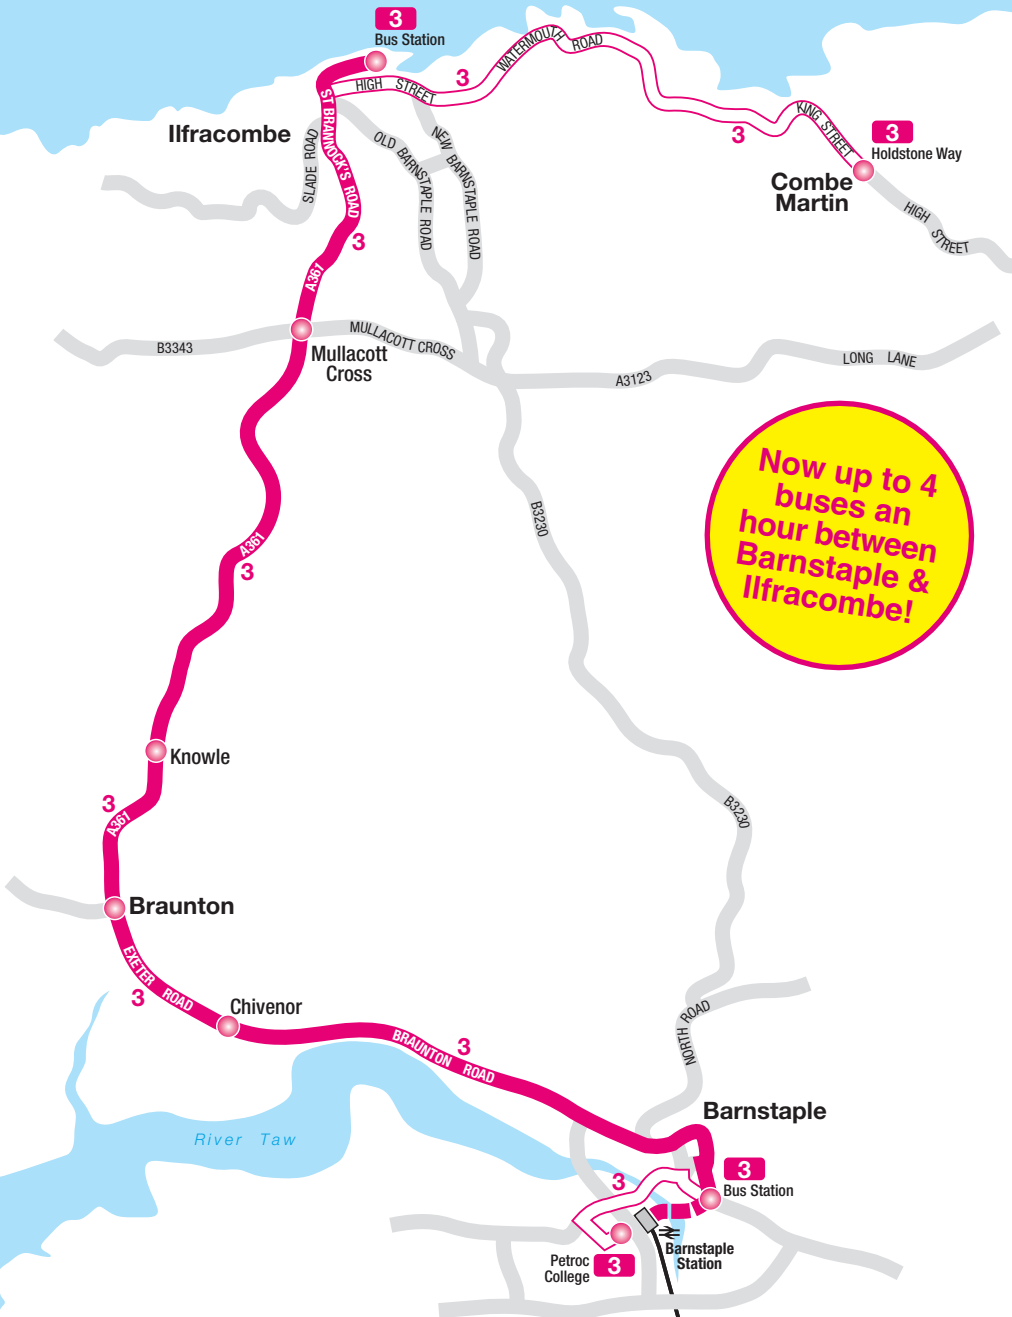 3
Bus Station
WATERMOUTH ROAD
3
HIGH STREET
ST BRANNOCK'S ROAD
Ilfracombe
SLADE ROAD
OLD BARNSTAPLE ROAD
NEW BARNSTAPLE ROAD
3
KING STREET
3
Holdstone Way
Combe
Martin
HIGH STREET
3
A361
B3343
MULLACOTT CROSS
Mullacott
Cross
A3123
LONG LANE
Now up to 4
buses an
hour between
Barnstaple &
Ilfracombe!
B3230
A361
3
Knowle
3
A361
B3230
Braunton
EXETER ROAD
3
Chivenor
BRAUNTON ROAD
3
NORTH ROAD
Barnstaple
River Taw
3
Bus Station
3
Barnstaple
Station
Petroc
College
3